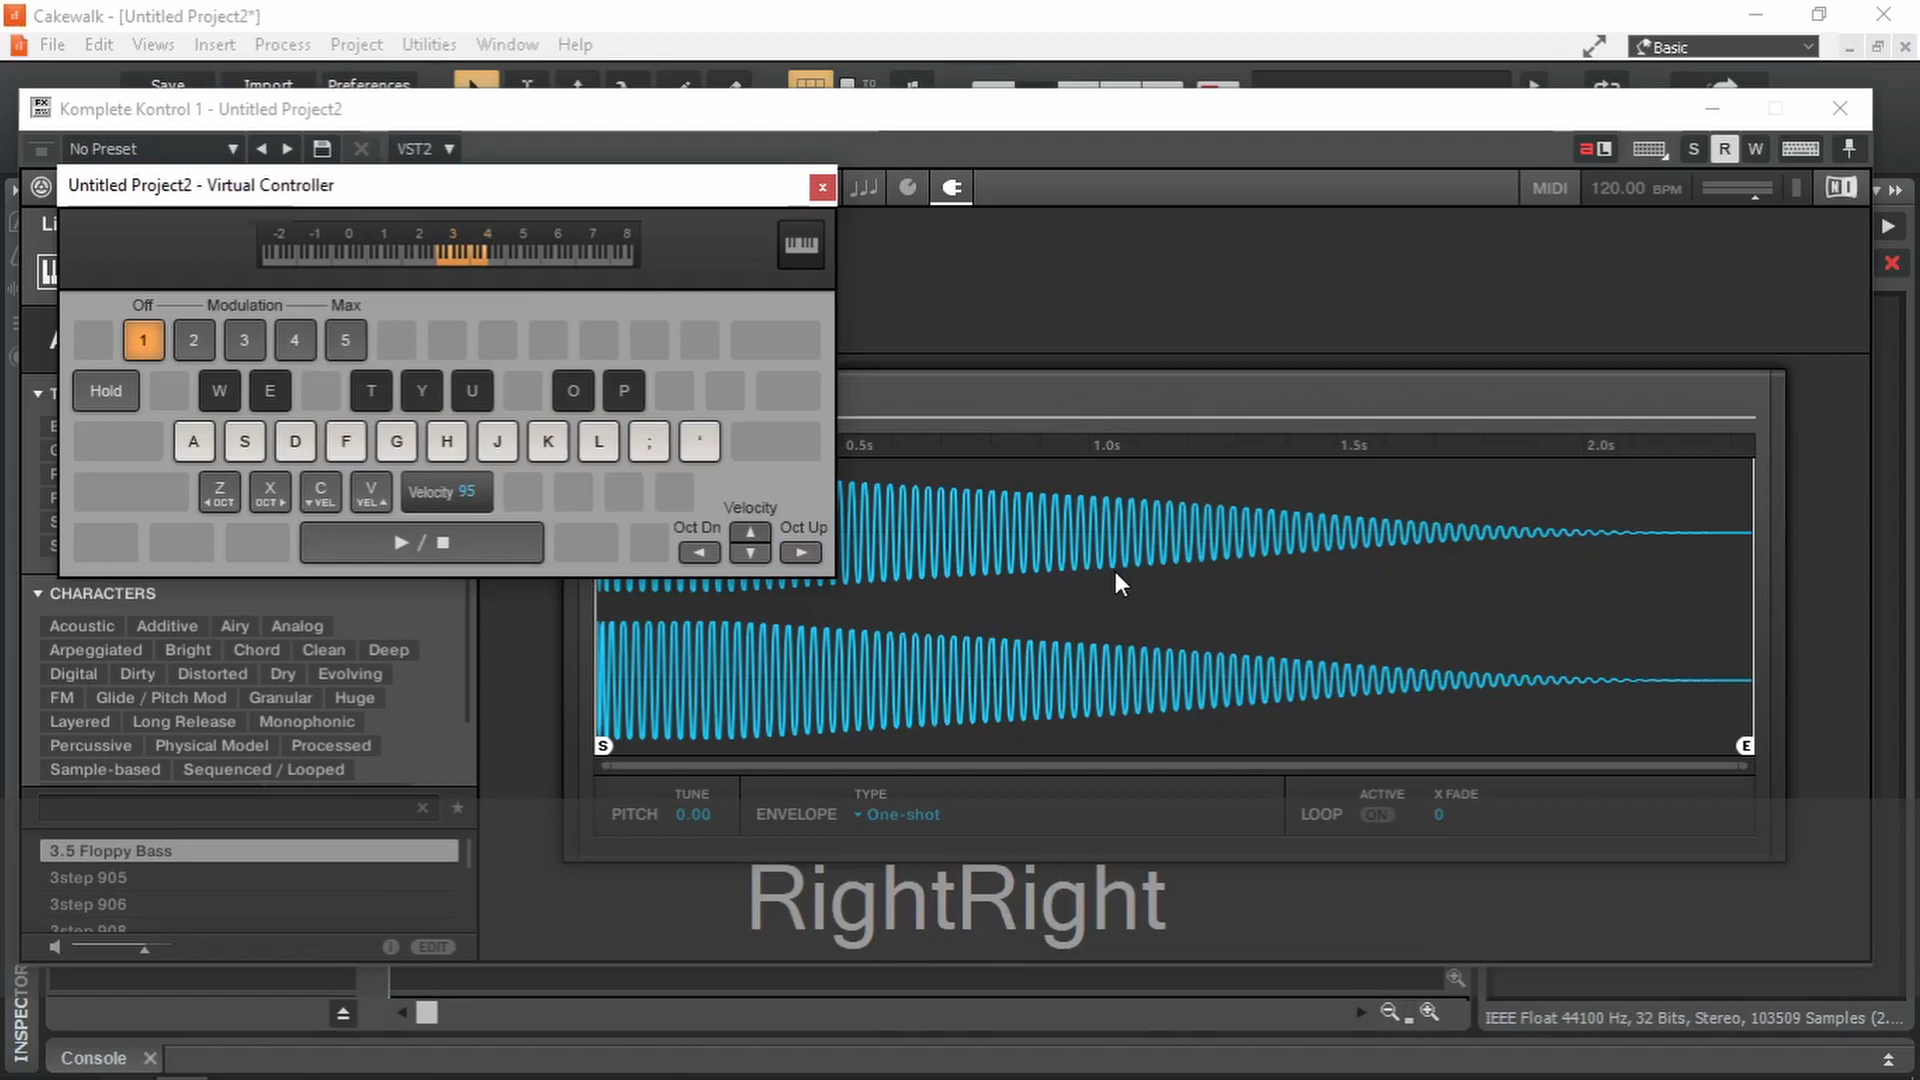 Cakewalk - [Untitled Project2*]
File Edit Views Insert Process Project Utilities Window Help
Basic
Save Import Preferences TO
Komplete Kontrol 1 - Untitled Project2
No Preset VST2 a L S R W
Untitled Project2 - Virtual Controller x
MIDI 120.00 BPM
-2 -1 0 1 2 3 4 5 6 7 8
Off Modulation Max
1 2 3 4 5
Hold W E T Y U O P
A S D F G H J K L ; '
0.5s 1.0s 1.5s 2.0s
Z X C V Velocity 95
OCT OCT VEL VEL
Velocity
Oct Dn Oct Up
▶ / ■
CHARACTERS
Acoustic Additive Airy Analog
Arpeggiated Bright Chord Clean Deep
Digital Dirty Distorted Dry Evolving
FM Glide / Pitch Mod Granular Huge
Layered Long Release Monophonic
Percussive Physical Model Processed
Sample-based Sequenced / Looped
S E
TUNE TYPE ACTIVE X FADE
PITCH 0.00 ENVELOPE One-shot LOOP ON 0
3.5 Floppy Bass
3step 905
3step 906
3step 908
EDIT
RightRight
INSPECTOR
IEEE Float 44100 Hz, 32 Bits, Stereo, 103509 Samples (2....
Console